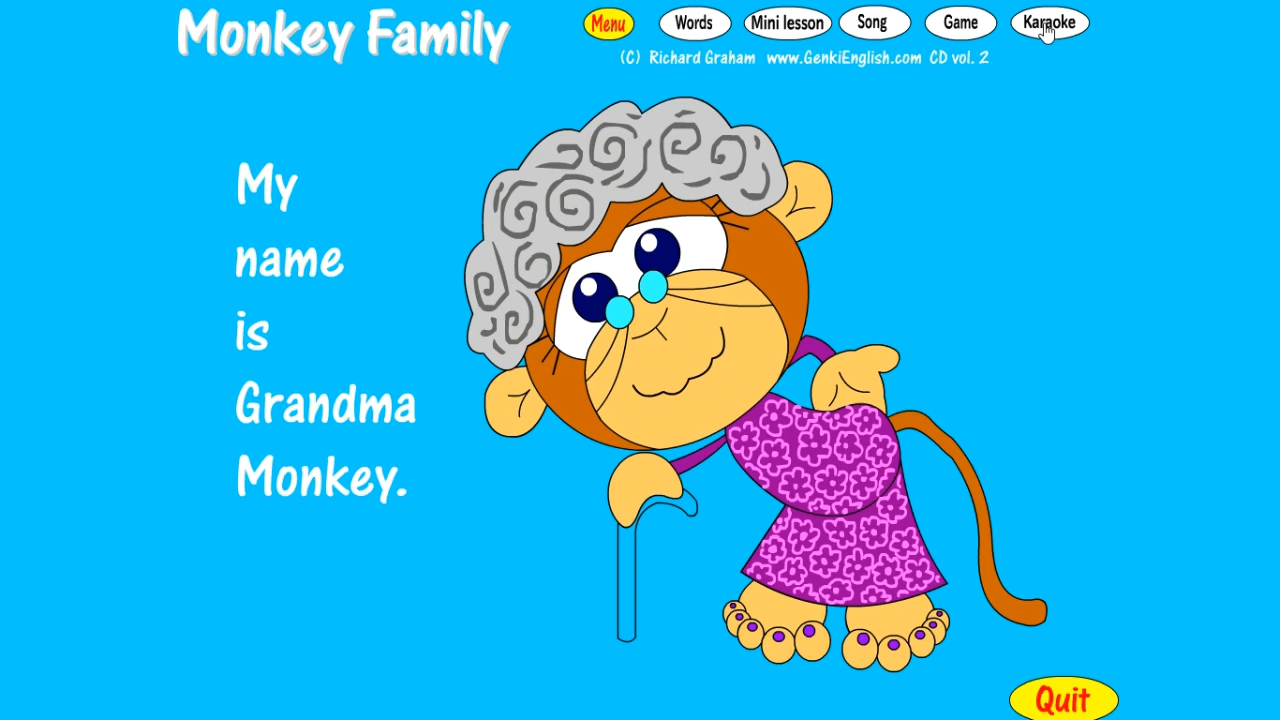 Monkey Family
Menu
Words
Mini lesson
Song
Game
Karaoke
(C) Richard Graham www.GenkiEnglish.com CD vol. 2
My
name
is
Grandma
Monkey.
Quit